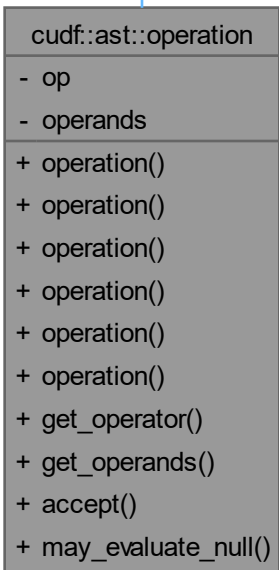 cudf::ast::operation
- op
- operands
+ operation()
+ operation()
+ operation()
+ operation()
+ operation()
+ operation()
+ get_operator()
+ get_operands()
+ accept()
+ may_evaluate_null()